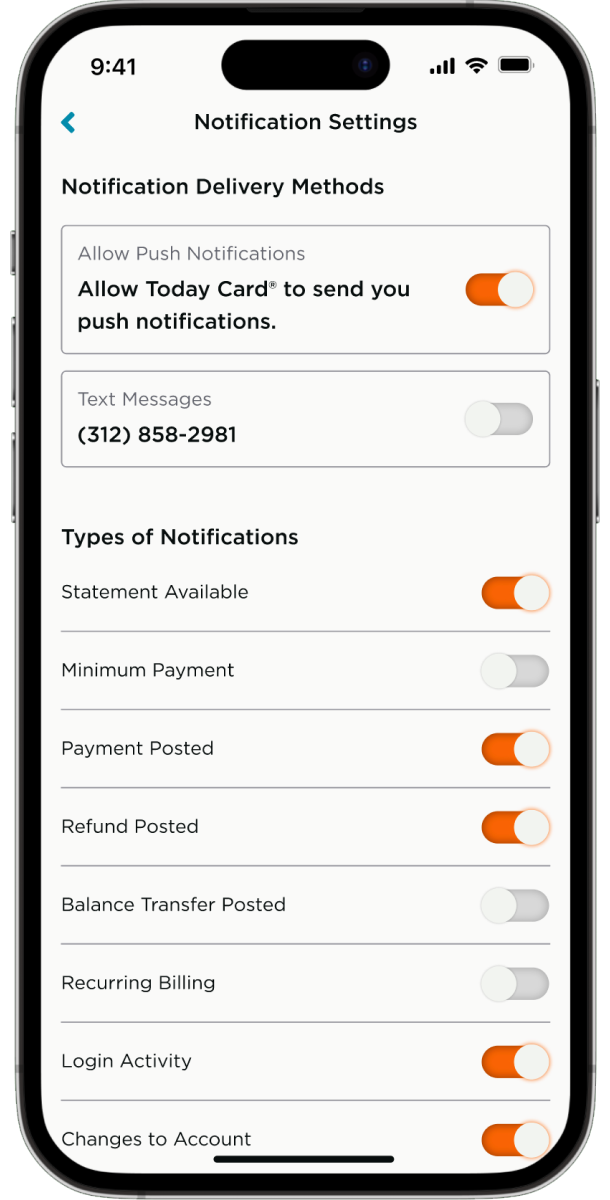 9:41
Notification Settings
Notification Delivery Methods
Allow Push Notifications
Allow Today Card® to send you
push notifications.
Text Messages
(312) 858-2981
Types of Notifications
Statement Available
Minimum Payment
Payment Posted
Refund Posted
Balance Transfer Posted
Recurring Billing
Login Activity
Changes to Account